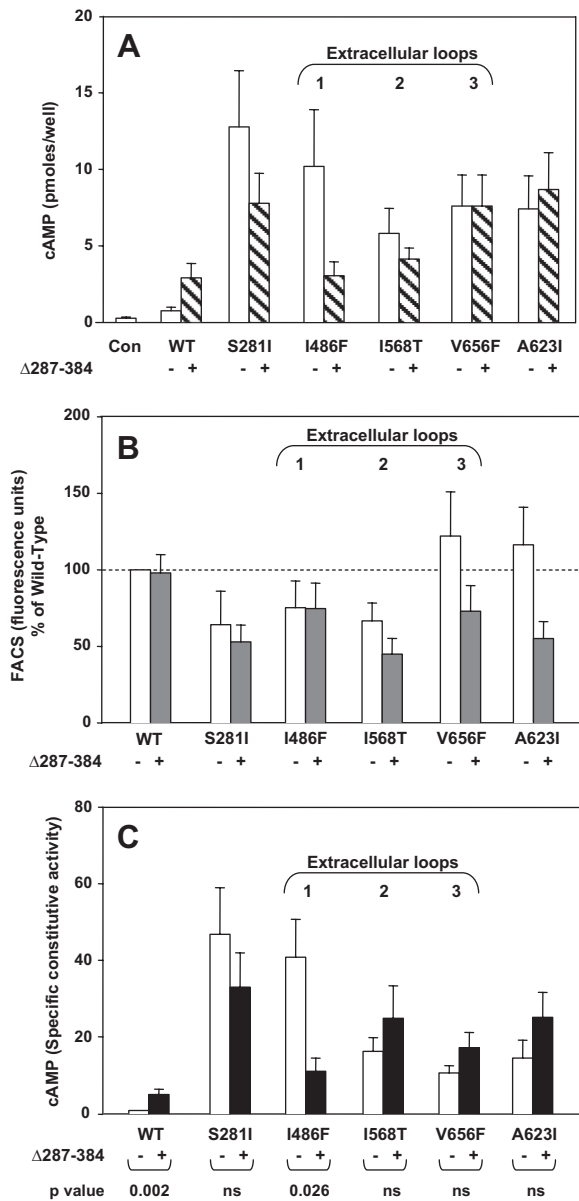 20
A
Extracellular loops
1 2 3
15
cAMP (pmoles/well)
10
5
0
Con WT S281I I486F I568T V656F A623I
Δ287-384 - + - + - + - + - + - +
200
B
Extracellular loops
1 2 3
150
FACS (fluorescence units)
% of Wild-Type
100
50
0
WT S281I I486F I568T V656F A623I
Δ287-384 - + - + - + - + - + - +
80
C
Extracellular loops
1 2 3
60
cAMP (Specific constitutive activity)
40
20
0
WT S281I I486F I568T V656F A623I
Δ287-384 - + - + - + - + - + - +
p value 0.002 ns 0.026 ns ns ns